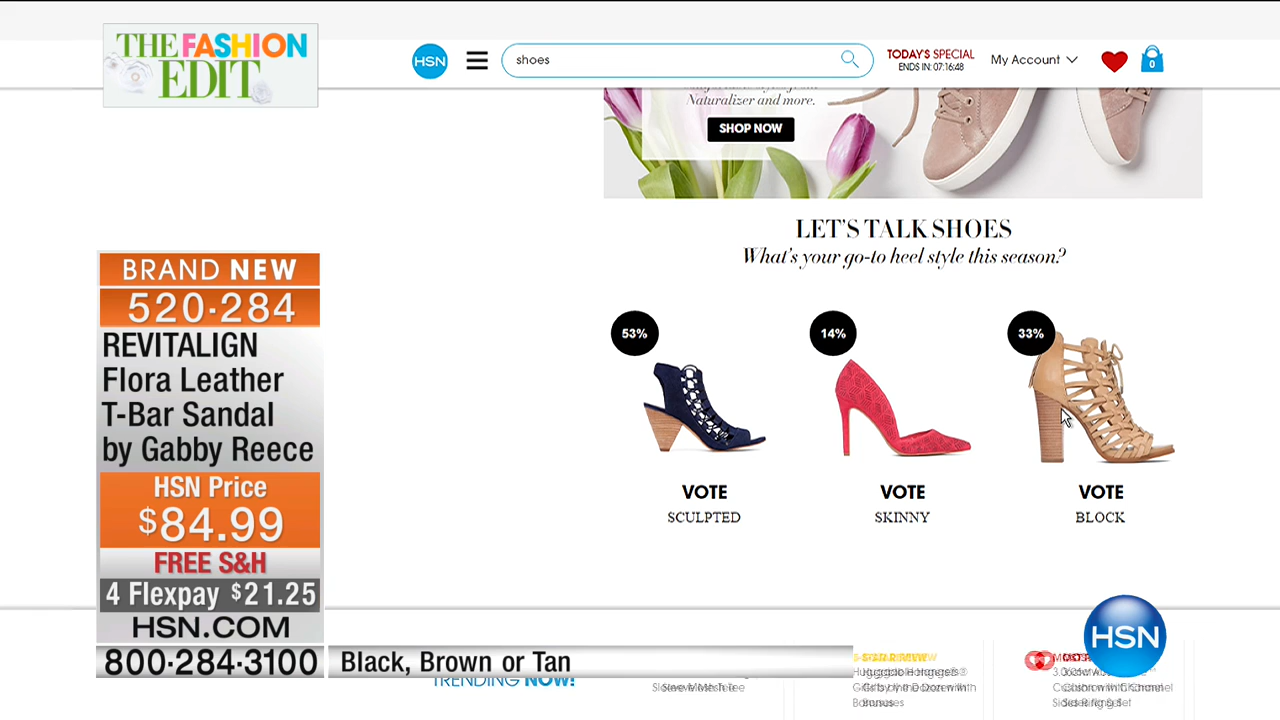 THE FASHION
EDIT
HSN
shoes
TODAY'S SPECIAL
ENDS IN: 07:16:48
My Account
0
Naturalizer and more.
SHOP NOW
LET'S TALK SHOES
What's your go-to heel style this season?
53%
14%
33%
VOTE
SCULPTED
VOTE
SKINNY
VOTE
BLOCK
BRAND NEW
520·284
REVITALIGN
Flora Leather
T-Bar Sandal
by Gabby Reece
HSN Price
$84.99
FREE S&H
4 Flexpay $21.25
HSN.COM
800·284·3100
Black, Brown or Tan
HSN
TRENDING NOW!